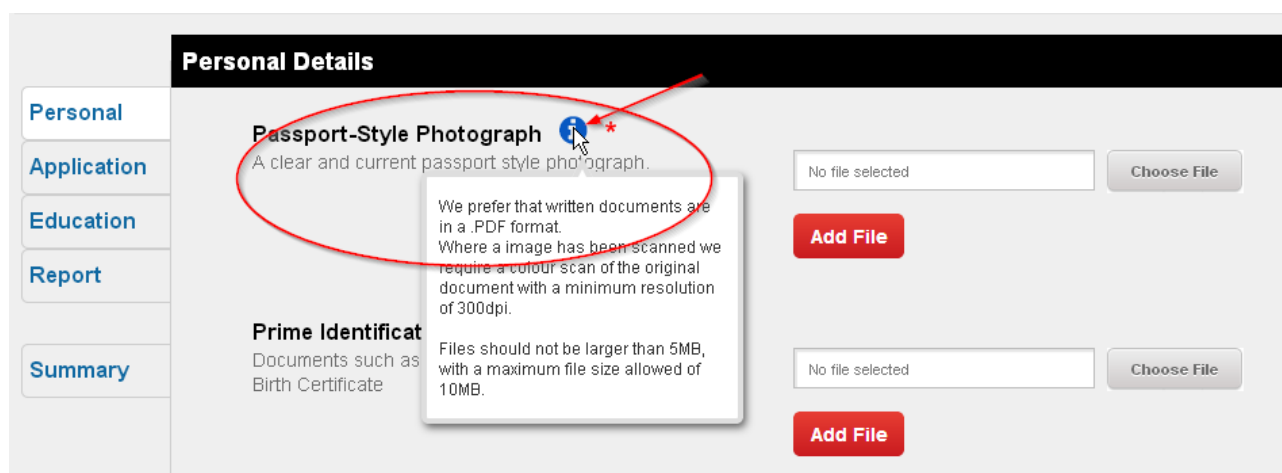 Personal Details
Personal
Application
Education
Report
Summary
Passport-Style Photograph *
A clear and current passport style photograph.
No file selected
Choose File
Add File
We prefer that written documents are
in a .PDF format.
Where a image has been scanned we
require a colour scan of the original
document with a minimum resolution
of 300dpi.
Files should not be larger than 5MB,
with a maximum file size allowed of
10MB.
Prime Identificat
Documents such as
Birth Certificate
No file selected
Choose File
Add File